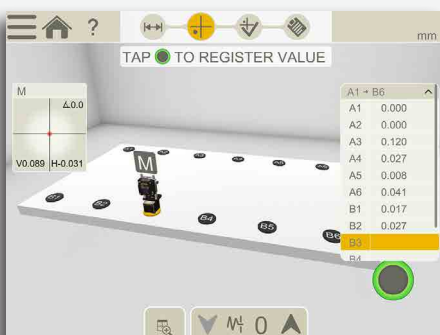 ?
mm
TAP TO REGISTER VALUE
M
∠0.0
V0.089 H-0.031
M
A1 → B6
A1 0.000
A2 0.000
A3 0.120
A4 0.027
A5 0.008
A6 0.041
B1 0.017
B2 0.027
B3
B4
B1
B2
B4
B5
B6
0